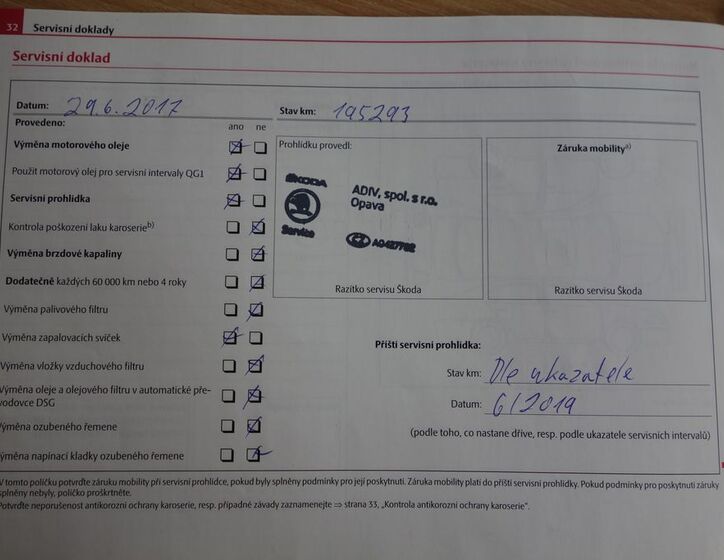 32 Servisní doklady
Servisní doklad
Datum: 29.6.2017 Stav km: 195293
Provedeno: ano ne
Výměna motorového oleje
Použit motorový olej pro servisní intervaly QG1
Servisní prohlídka
Kontrola poškození laku karoserie b)
Výměna brzdové kapaliny
Dodatečně každých 60 000 km nebo 4 roky
Výměna palivového filtru
Výměna zapalovacích svíček
Výměna vložky vzduchového filtru
Výměna oleje a olejového filtru v automatické pře-
vodovce DSG
Výměna ozubeného řemene
Výměna napínací kladky ozubeného řemene
Prohlídku provedl:
ŠKODA
Service
ADIV, spol. s r.o.
Opava
Razítko servisu Škoda
Záruka mobility a)
Razítko servisu Škoda
Příští servisní prohlídka:
Stav km: Dle ukazatele
Datum: 6/2019
(podle toho, co nastane dříve, resp. podle ukazatele servisních intervalů)
V tomto políčku potvrďte záruku mobility při servisní prohlídce, pokud byly splněny podmínky pro její poskytnutí. Záruka mobility platí do příští servisní prohlídky. Pokud podmínky pro poskytnutí záruky
splněny nebyly, políčko proškrtněte.
Potvrďte neporušenost antikorozní ochrany karoserie, resp. případné závady zaznamenejte ⇒ strana 33, „Kontrola antikorozní ochrany karoserie“.